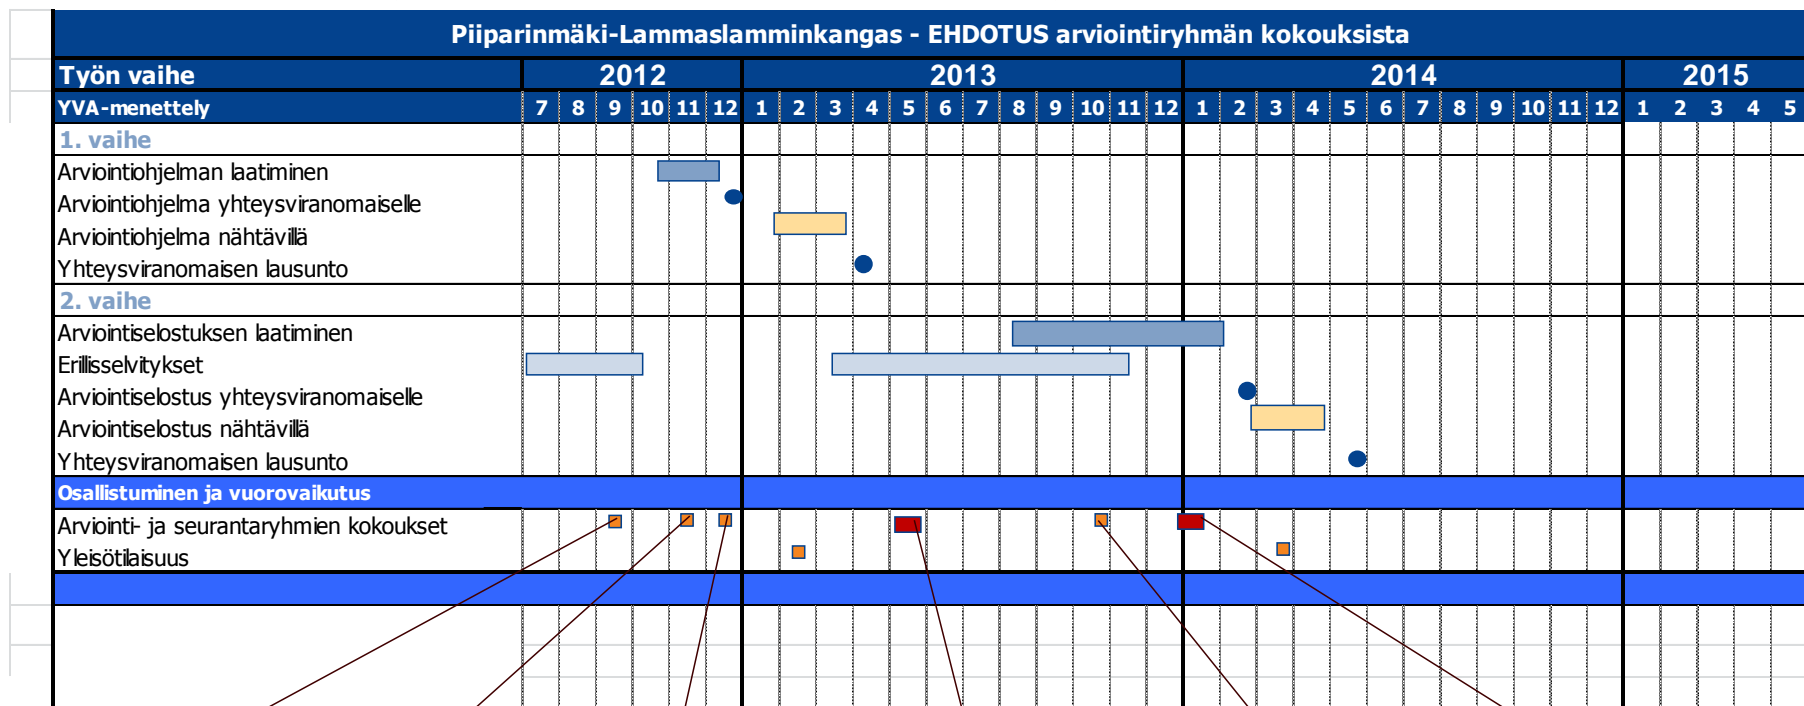 Piiparinmäki-Lammaslamminkangas - EHDOTUS arviointiryhmän kokouksista
Työn vaihe 2012 2013 2014 2015
YVA-menettely 7 8 9 10 11 12 1 2 3 4 5 6 7 8 9 10 11 12 1 2 3 4 5 6 7 8 9 10 11 12 1 2 3 4 5
1. vaihe
Arviointiohjelman laatiminen
Arviointiohjelma yhteysviranomaiselle
Arviointiohjelma nähtävillä
Yhteysviranomaisen lausunto
2. vaihe
Arviointiselostuksen laatiminen
Erillisselvitykset
Arviointiselostus yhteysviranomaiselle
Arviointiselostus nähtävillä
Yhteysviranomaisen lausunto
Osallistuminen ja vuorovaikutus
Arviointi- ja seurantaryhmien kokoukset
Yleisötilaisuus